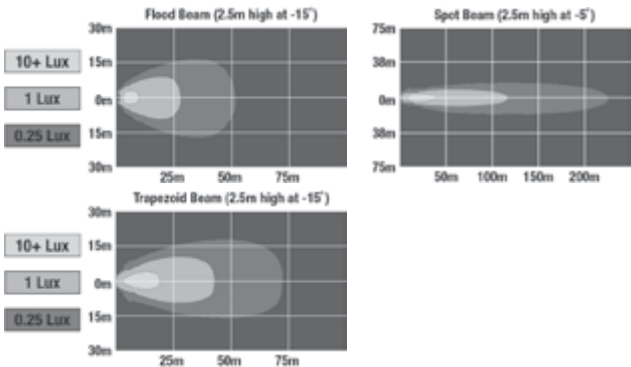 Flood Beam (2.5m high at -15°)
30m
15m
0m
15m
30m
25m 50m 75m
10+ Lux
1 Lux
0.25 Lux
Spot Beam (2.5m high at -5°)
75m
38m
0m
38m
75m
50m 100m 150m 200m
Trapezoid Beam (2.5m high at -15°)
30m
15m
0m
15m
30m
25m 50m 75m
10+ Lux
1 Lux
0.25 Lux